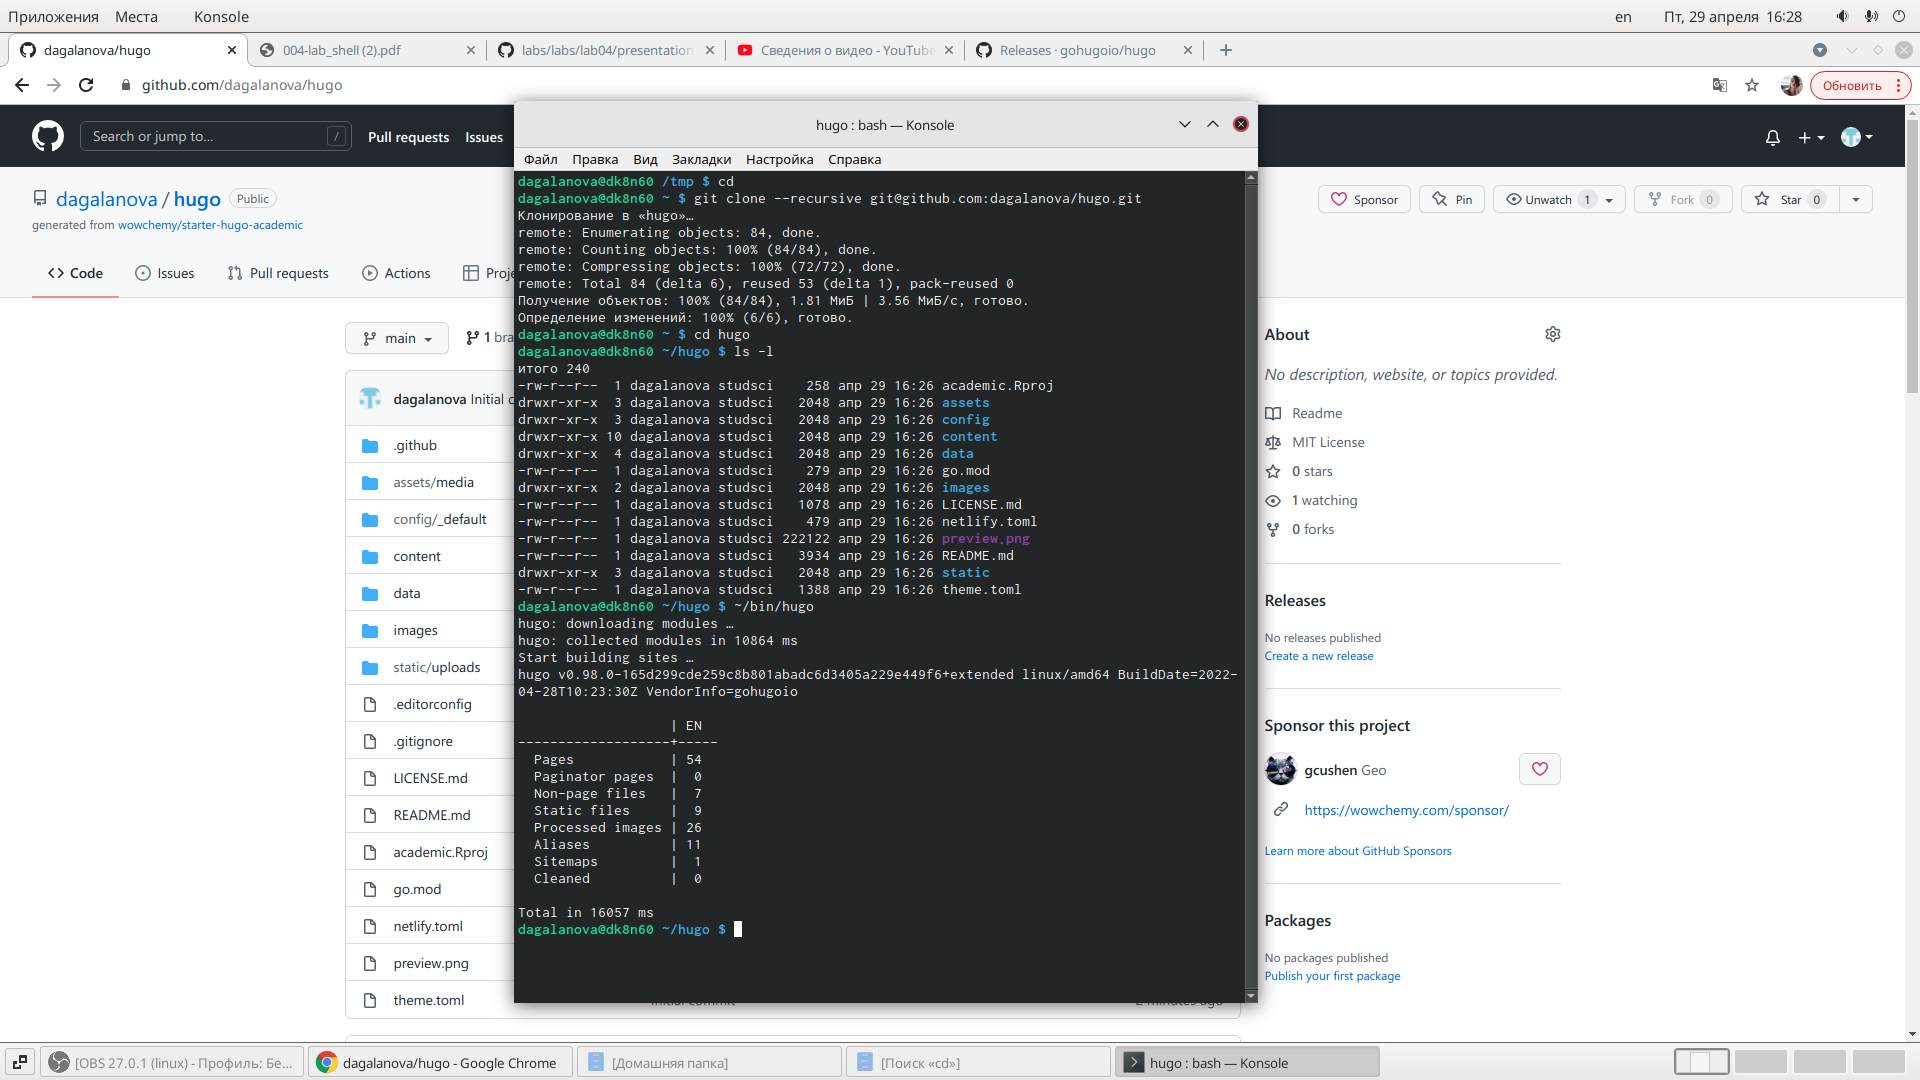 Приложения Места Konsole en Пт, 29 апреля 16:28
dagalanova/hugo 004-lab_shell (2).pdf labs/labs/lab04/presentation Сведения о видео - YouTube Releases · gohugoio/hugo
github.com/dagalanova/hugo Обновить
Search or jump to... / Pull requests Issues
dagalanova / hugo Public
generated from wowchemy/starter-hugo-academic
Sponsor Pin Unwatch 1 Fork 0 Star 0
Code Issues Pull requests Actions Proje
main 1 bra
dagalanova Initial c
.github
assets/media
config/_default
content
data
images
static/uploads
.editorconfig
.gitignore
LICENSE.md
README.md
academic.Rproj
go.mod
netlify.toml
preview.png
theme.toml Initial commit 2 minutes ago
hugo : bash — Konsole
Файл Правка Вид Закладки Настройка Справка
dagalanova@dk8n60 /tmp $ cd
dagalanova@dk8n60 ~ $ git clone --recursive git@github.com:dagalanova/hugo.git
Клонирование в «hugo»…
remote: Enumerating objects: 84, done.
remote: Counting objects: 100% (84/84), done.
remote: Compressing objects: 100% (72/72), done.
remote: Total 84 (delta 6), reused 53 (delta 1), pack-reused 0
Получение объектов: 100% (84/84), 1.81 МиБ | 3.56 МиБ/с, готово.
Определение изменений: 100% (6/6), готово.
dagalanova@dk8n60 ~ $ cd hugo
dagalanova@dk8n60 ~/hugo $ ls -l
итого 240
-rw-r--r-- 1 dagalanova studsci 258 апр 29 16:26 academic.Rproj
drwxr-xr-x 3 dagalanova studsci 2048 апр 29 16:26 assets
drwxr-xr-x 3 dagalanova studsci 2048 апр 29 16:26 config
drwxr-xr-x 10 dagalanova studsci 2048 апр 29 16:26 content
drwxr-xr-x 4 dagalanova studsci 2048 апр 29 16:26 data
-rw-r--r-- 1 dagalanova studsci 279 апр 29 16:26 go.mod
drwxr-xr-x 2 dagalanova studsci 2048 апр 29 16:26 images
-rw-r--r-- 1 dagalanova studsci 1078 апр 29 16:26 LICENSE.md
-rw-r--r-- 1 dagalanova studsci 479 апр 29 16:26 netlify.toml
-rw-r--r-- 1 dagalanova studsci 222122 апр 29 16:26 preview.png
-rw-r--r-- 1 dagalanova studsci 3934 апр 29 16:26 README.md
drwxr-xr-x 3 dagalanova studsci 2048 апр 29 16:26 static
-rw-r--r-- 1 dagalanova studsci 1388 апр 29 16:26 theme.toml
dagalanova@dk8n60 ~/hugo $ ~/bin/hugo
hugo: downloading modules …
hugo: collected modules in 10864 ms
Start building sites …
hugo v0.98.0-165d299cde259c8b801abadc6d3405a229e449f6+extended linux/amd64 BuildDate=2022-
04-28T10:23:30Z VendorInfo=gohugoio
| EN
-------------------+-----
Pages | 54
Paginator pages | 0
Non-page files | 7
Static files | 9
Processed images | 26
Aliases | 11
Sitemaps | 1
Cleaned | 0
Total in 16057 ms
dagalanova@dk8n60 ~/hugo $
About
No description, website, or topics provided.
Readme
MIT License
0 stars
1 watching
0 forks
Releases
No releases published
Create a new release
Sponsor this project
gcushen Geo
https://wowchemy.com/sponsor/
Learn more about GitHub Sponsors
Packages
No packages published
Publish your first package
[OBS 27.0.1 (linux) - Профиль: Бе... dagalanova/hugo - Google Chrome [Домашняя папка] [Поиск «cd»] hugo : bash — Konsole